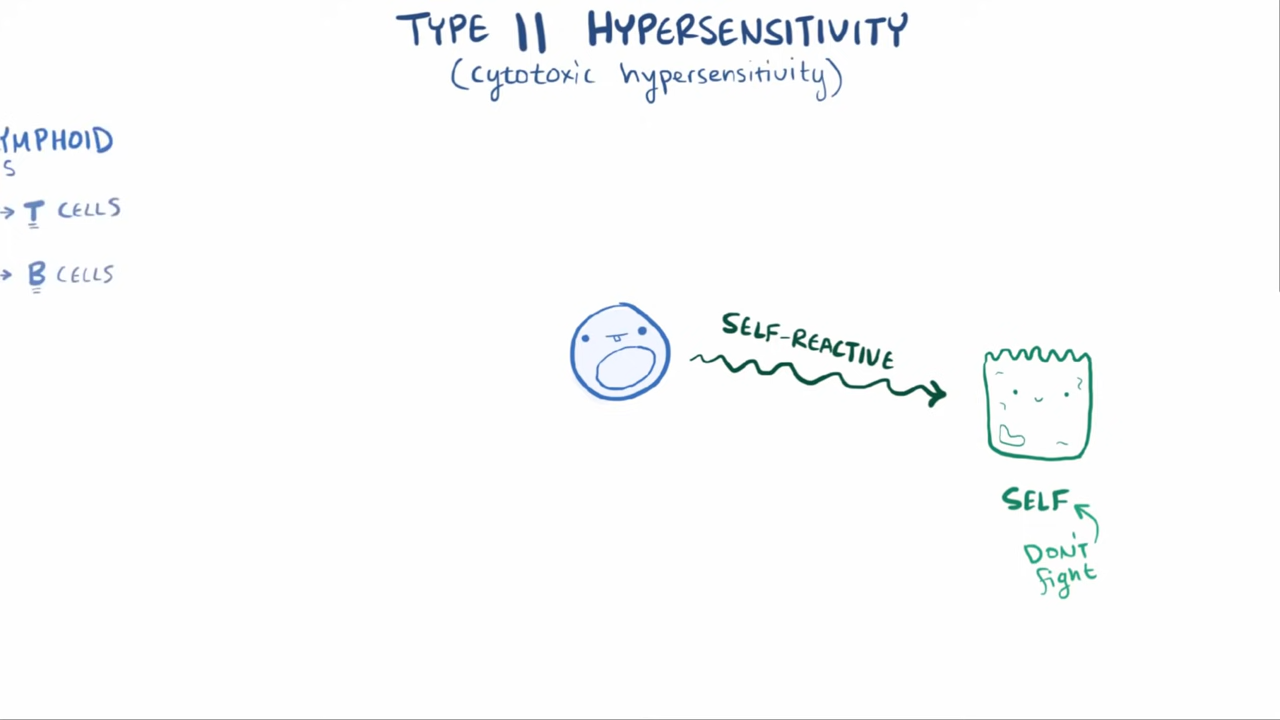 TYPE II HYPERSENSITIVITY
(cytotoxic hypersensitivity)
YMPHOID
S
→ T CELLS
→ B CELLS
SELF-REACTIVE
SELF
DON'T
fight